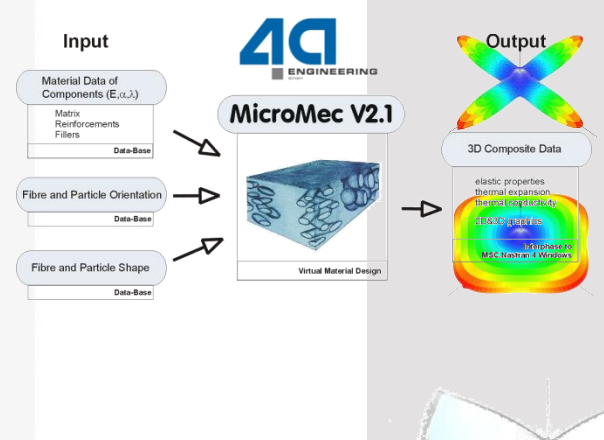 Input
Material Data of
Components (E,α,λ)
Matrix
Reinforcements
Fillers
Data-Base
Fibre and Particle Orientation
Data-Base
Fibre and Particle Shape
Data-Base
4a
ENGINEERING
MicroMec V2.1
Virtual Material Design
Output
3D Composite Data
elastic properties
thermal expansion
thermal conductivity
2D&3D graphics
Interphase to
MSC Nastran 4 Windows